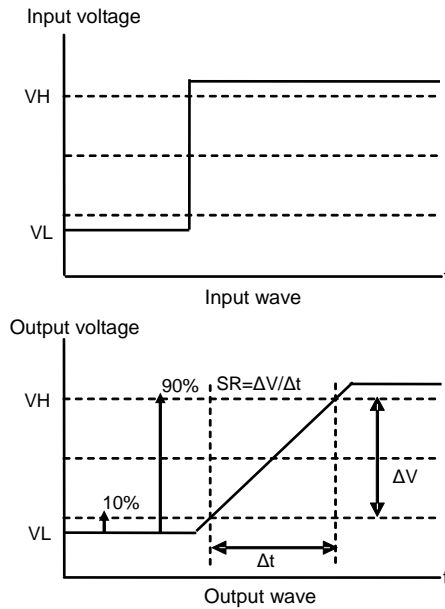 Input voltage
VH
VL
t
Input wave
Output voltage
90%
SR=ΔV/Δt
VH
10%
ΔV
VL
Δt
t
Output wave